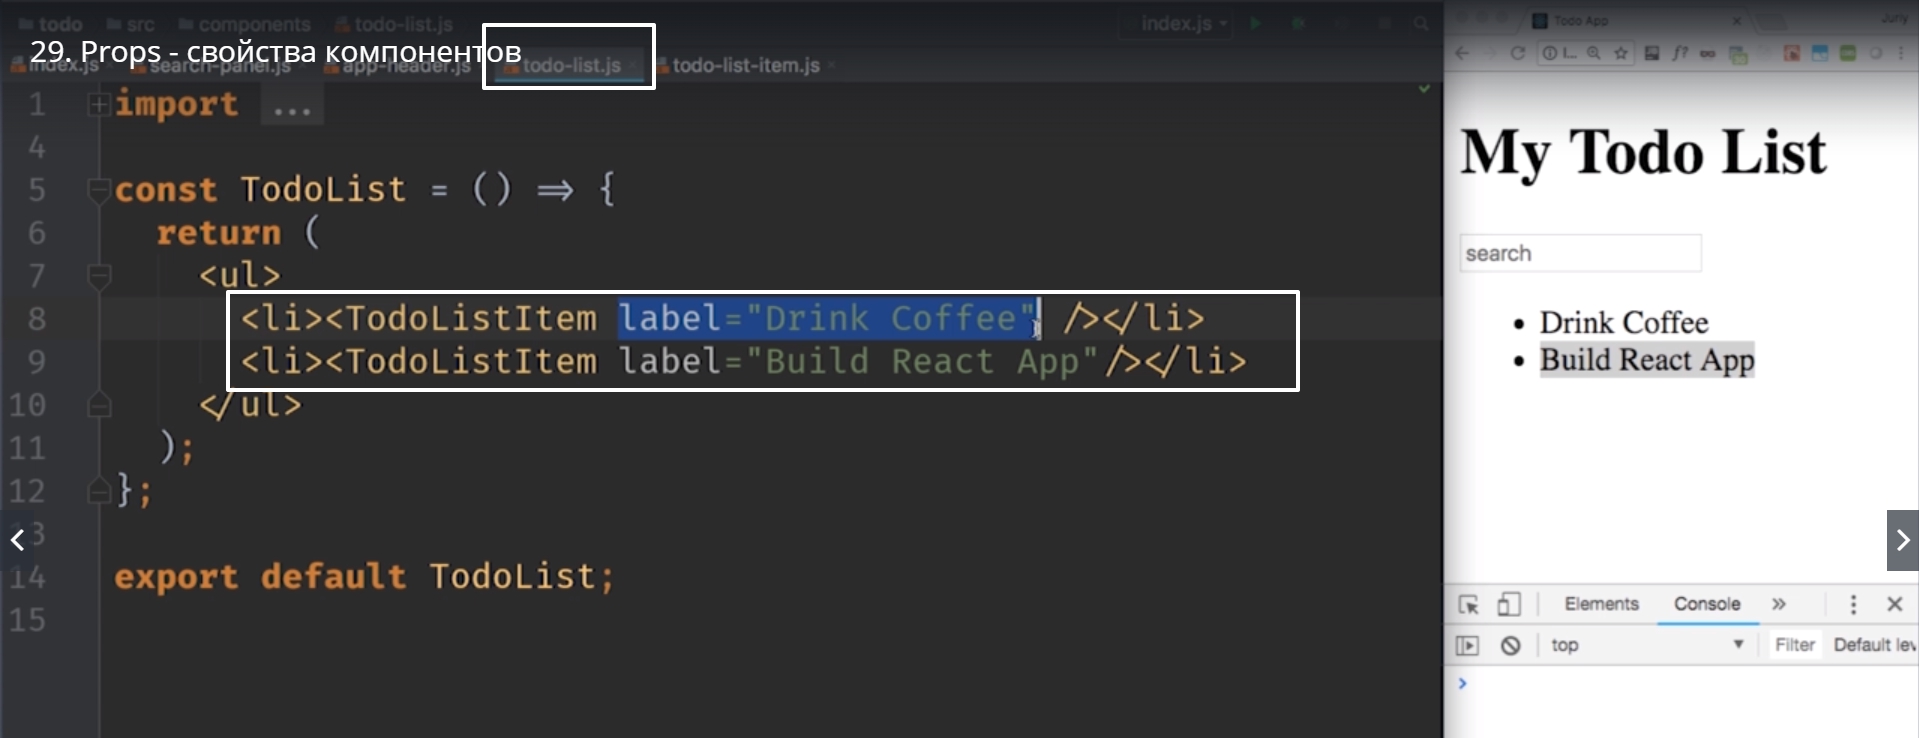 todo src components todo-list.js index.js
29. Props - свойства компонентов
index.js search-panel.js app-header.js todo-list.js todo-list-item.js
1 import ...
4
5 const TodoList = () => {
6 return (
7 <ul>
8 <li><TodoListItem label="Drink Coffee" /></li>
9 <li><TodoListItem label="Build React App"/></li>
10 </ul>
11 );
12 };
13
14 export default TodoList;
15
Todo App Juriy
My Todo List
search
• Drink Coffee
• Build React App
Elements Console »
top Filter Default lev